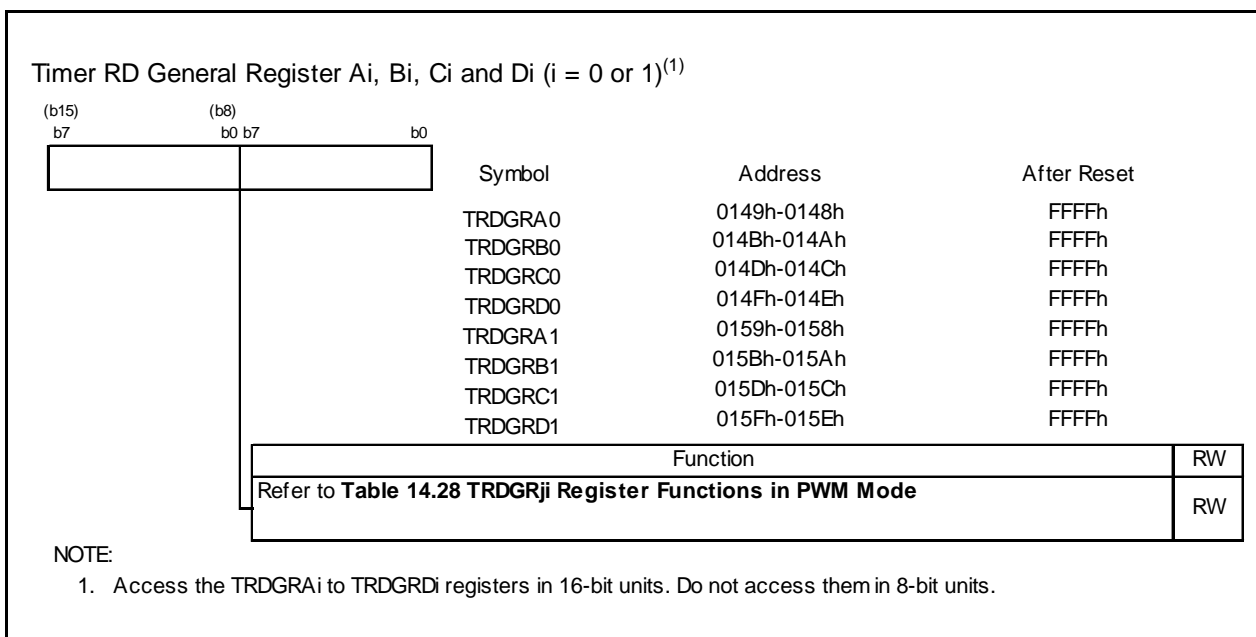 Timer RD General Register Ai, Bi, Ci and Di (i = 0 or 1)(1)
(b15) (b8)
b7 b0 b7 b0
Symbol Address After Reset
TRDGRA0 0149h-0148h FFFFh
TRDGRB0 014Bh-014Ah FFFFh
TRDGRC0 014Dh-014Ch FFFFh
TRDGRD0 014Fh-014Eh FFFFh
TRDGRA1 0159h-0158h FFFFh
TRDGRB1 015Bh-015Ah FFFFh
TRDGRC1 015Dh-015Ch FFFFh
TRDGRD1 015Fh-015Eh FFFFh
Function RW
Refer to Table 14.28 TRDGRji Register Functions in PWM Mode RW
NOTE:
1. Access the TRDGRAi to TRDGRDi registers in 16-bit units. Do not access them in 8-bit units.